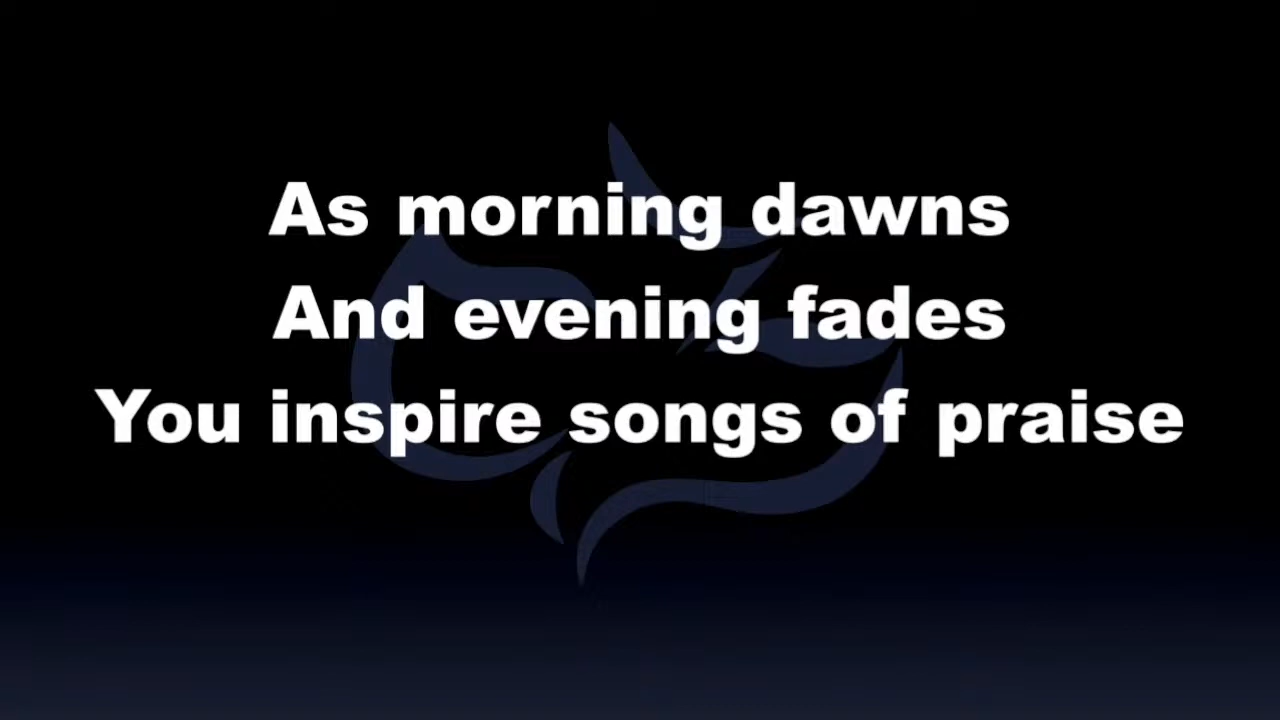 As morning dawns
And evening fades
You inspire songs of praise